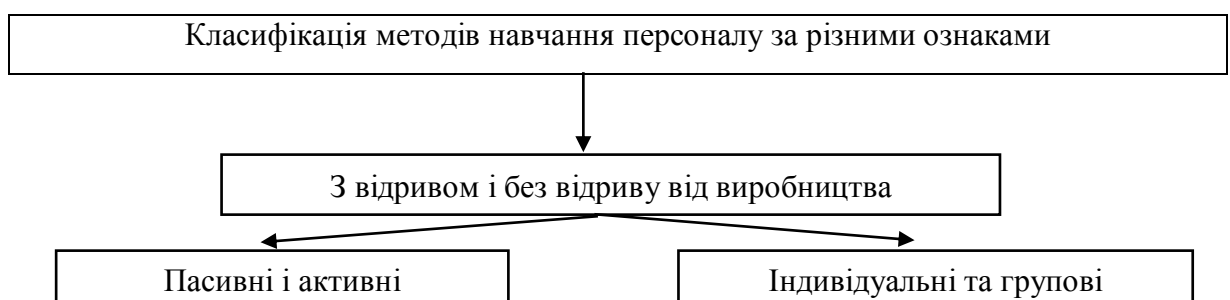 Класифікація методів навчання персоналу за різними ознаками
З відривом і без відриву від виробництва
Пасивні і активні
Індивідуальні та групові